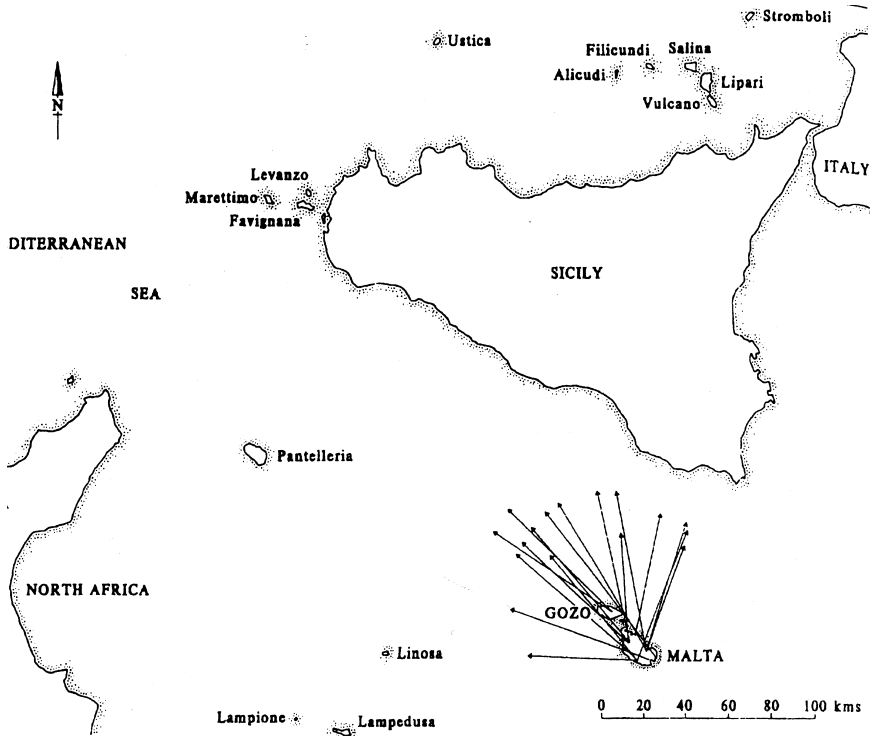 Stromboli
Ustica
Filicundi
Salina
Alicudi
Lipari
Vulcano
N
ITALY
Levanzo
Marettimo
Favignana
DITERRANEAN
SEA
SICILY
Pantelleria
NORTH AFRICA
GOZO
MALTA
Linosa
0 20 40 60 80 100 kms
Lampione
Lampedusa